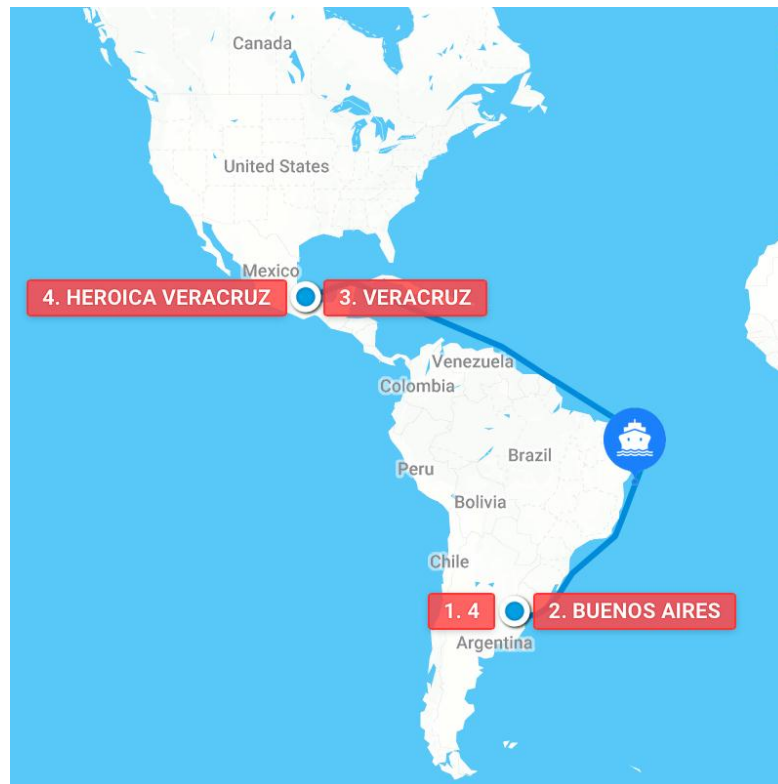 Canada
United States
Mexico
4. HEROICA VERACRUZ
3. VERACRUZ
Venezuela
Colombia
Brazil
Peru
Bolivia
Chile
1. 4
2. BUENOS AIRES
Argentina